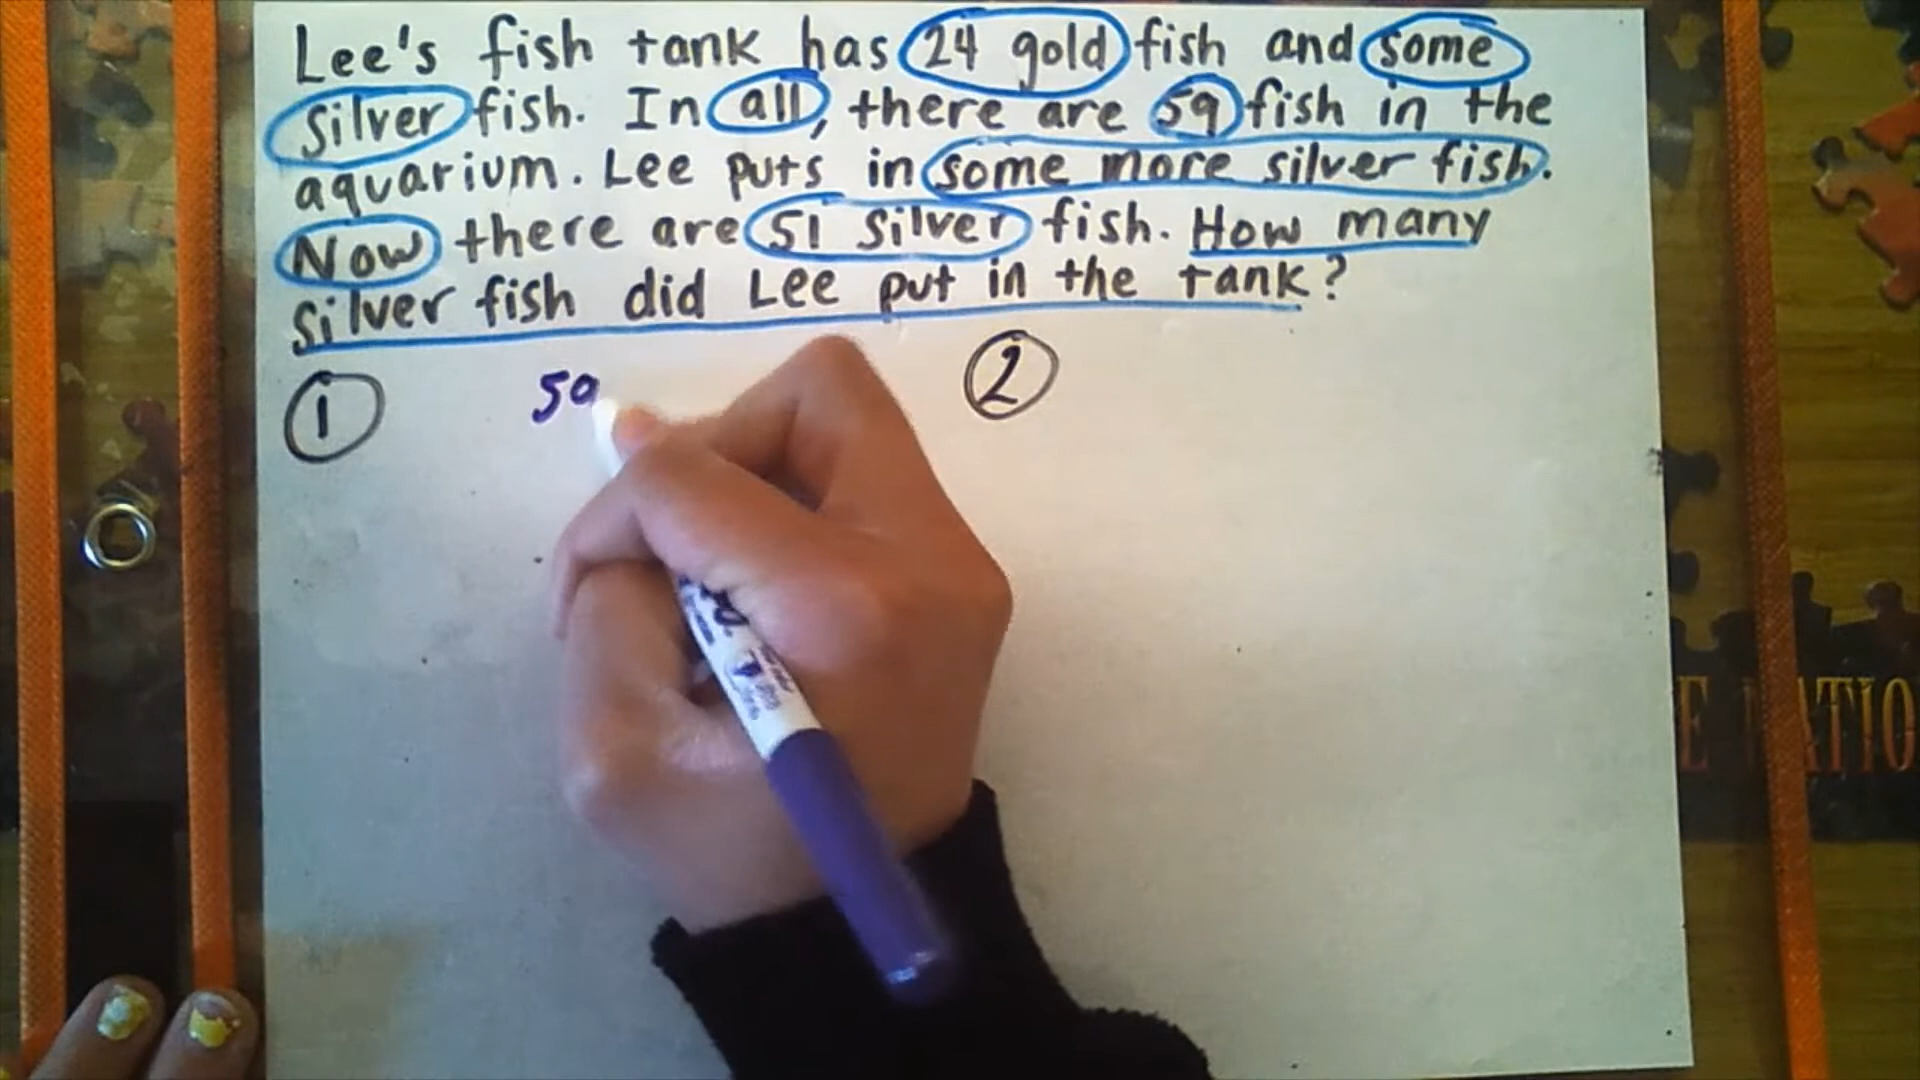 Lee's fish tank has 24 gold fish and some
silver fish. In all, there are 59 fish in the
aquarium. Lee puts in some more silver fish.
Now there are 51 silver fish. How many
silver fish did Lee put in the tank?
1 59 2